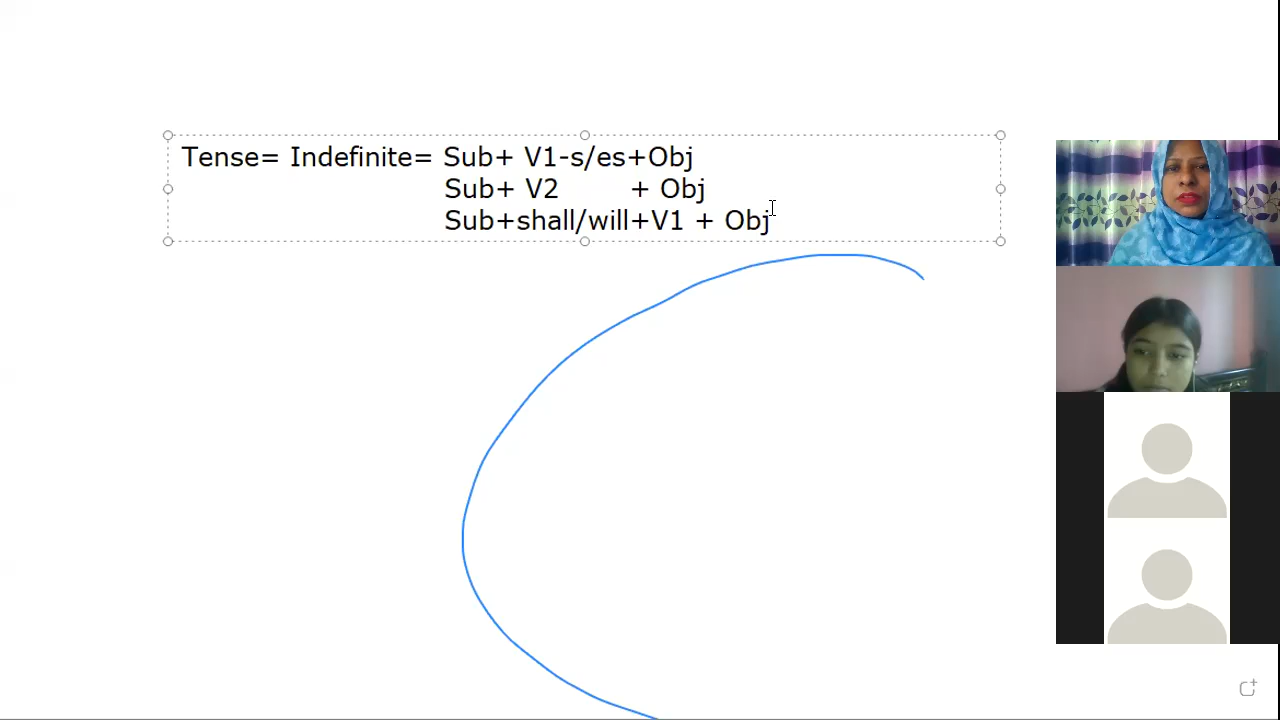 Tense= Indefinite= Sub+ V1-s/es+Obj
Sub+ V2 + Obj
Sub+shall/will+V1 + Obj